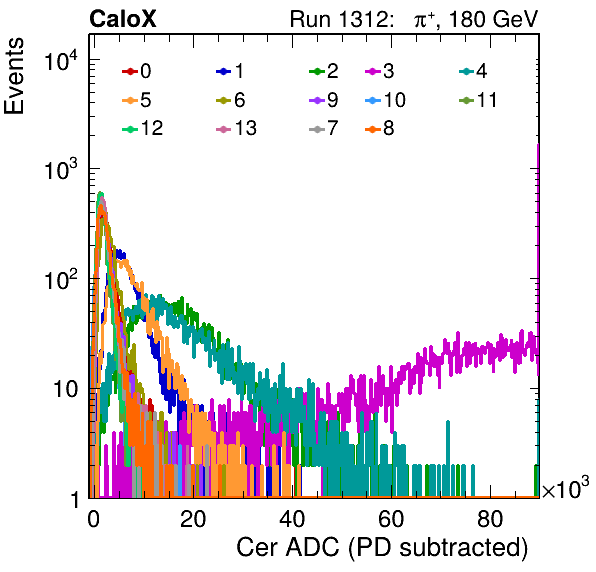 CaloX Run 1312: π⁺, 180 GeV
Events
10⁴
10³
10²
10
1
0 1 2 3 4
5 6 9 10 11
12 13 7 8
0 20 40 60 80 ×10³
Cer ADC (PD subtracted)